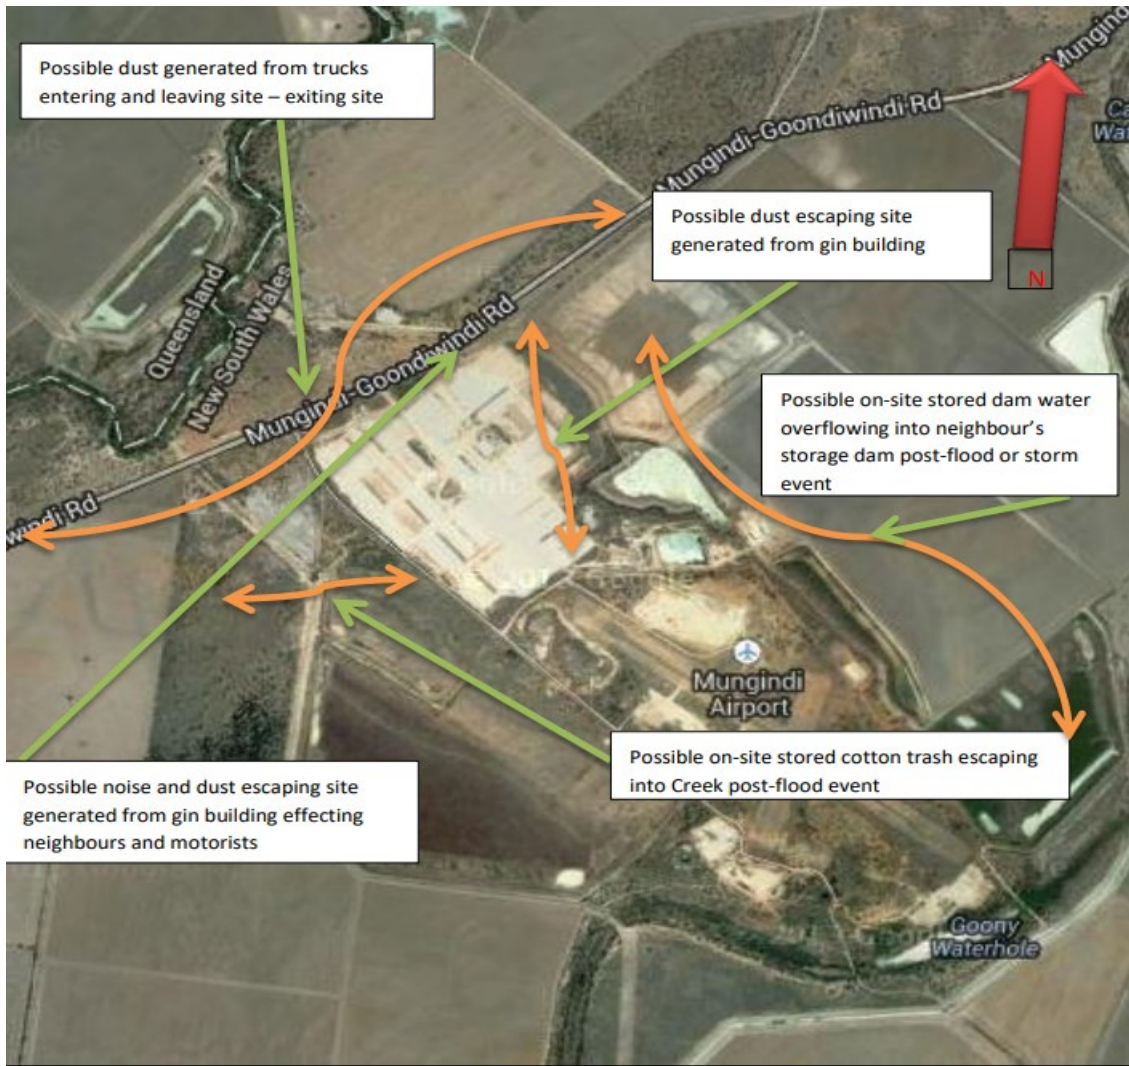 Mungindi
Possible dust generated from trucks
entering and leaving site – exiting site
Mungindi-Goondiwindi Rd
Possible dust escaping site
generated from gin building
N
Queensland
New South Wales
Mungindi-Goondiwindi Rd
Possible on-site stored dam water
overflowing into neighbour's
storage dam post-flood or storm
event
windi Rd
Mungindi
Airport
Possible on-site stored cotton trash escaping
into Creek post-flood event
Possible noise and dust escaping site
generated from gin building effecting
neighbours and motorists
Goony
Waterhole